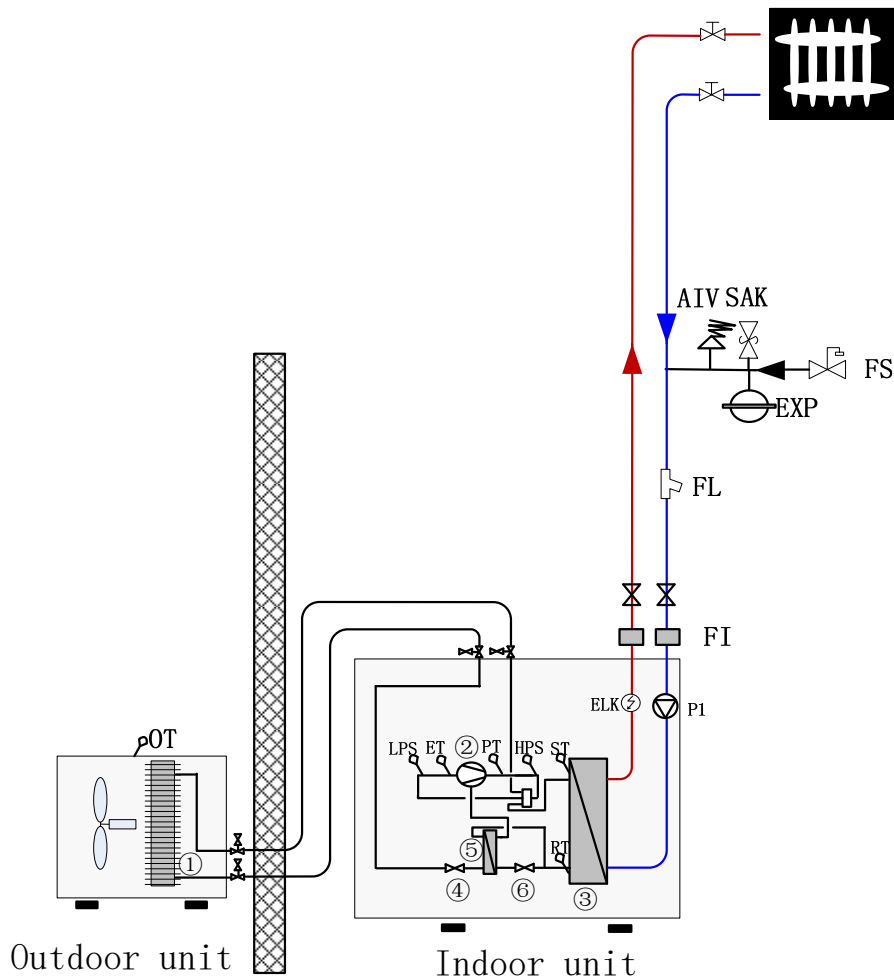 AIV SAK
FS
EXP
FL
FI
ELK
P1
OT
LPS ET ② PT HPS ST
①
⑤
RT
④ ⑥ ③
Outdoor unit
Indoor unit